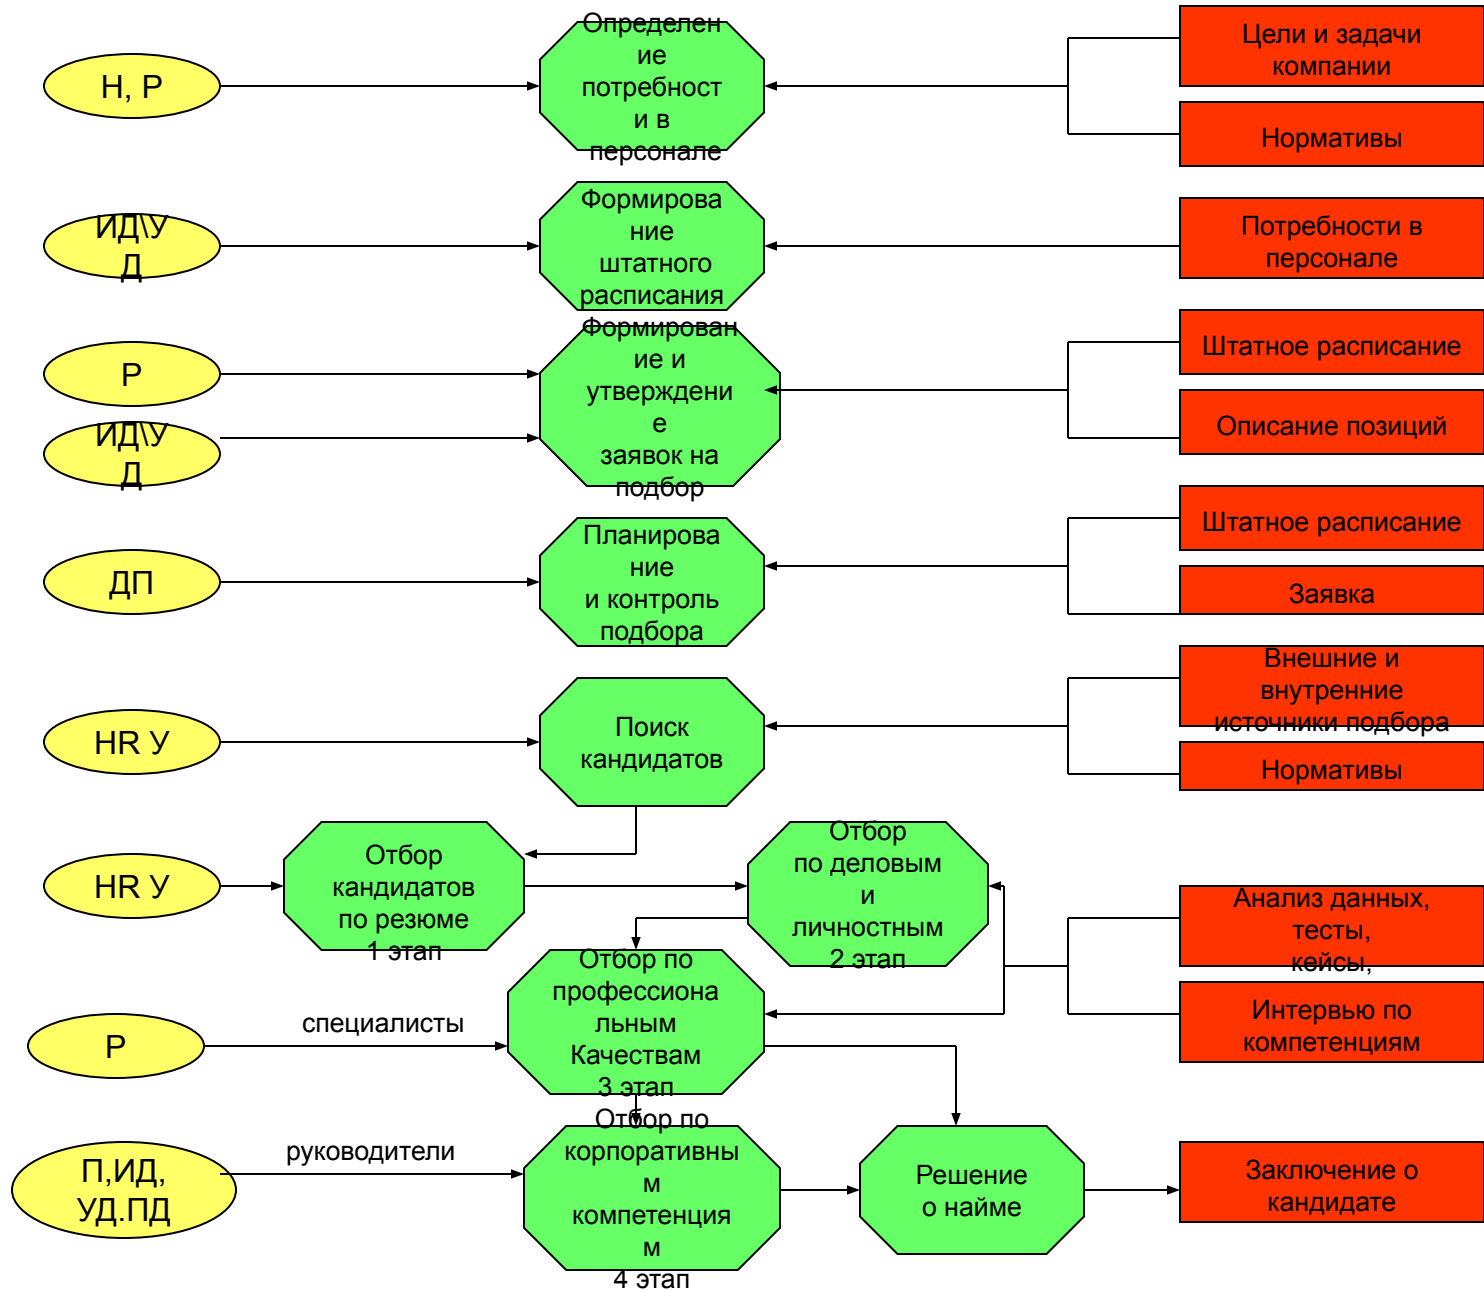 Н, Р
Определен
ие
потребност
и в
персонале
Цели и задачи
компании
Нормативы
ИД\У
Д
Формирова
ние
штатного
расписания
Потребности в
персонале
Р
ИД\У
Д
Формирован
ие и
утверждени
е
заявок на
подбор
Штатное расписание
Описание позиций
ДП
Планирова
ние
и контроль
подбора
Штатное расписание
Заявка
HR У
Поиск
кандидатов
Внешние и
внутренние
источники подбора
Нормативы
HR У
Отбор
кандидатов
по резюме
1 этап
Отбор
по деловым
и
личностным
2 этап
Анализ данных,
тесты,
кейсы,
Интервью по
компетенциям
Р
специалисты
Отбор по
профессиона
льным
Качествам
3 этап
П,ИД,
УД.ПД
руководители
Отбор по
корпоративны
м
компетенция
м
4 этап
Решение
о найме
Заключение о
кандидате